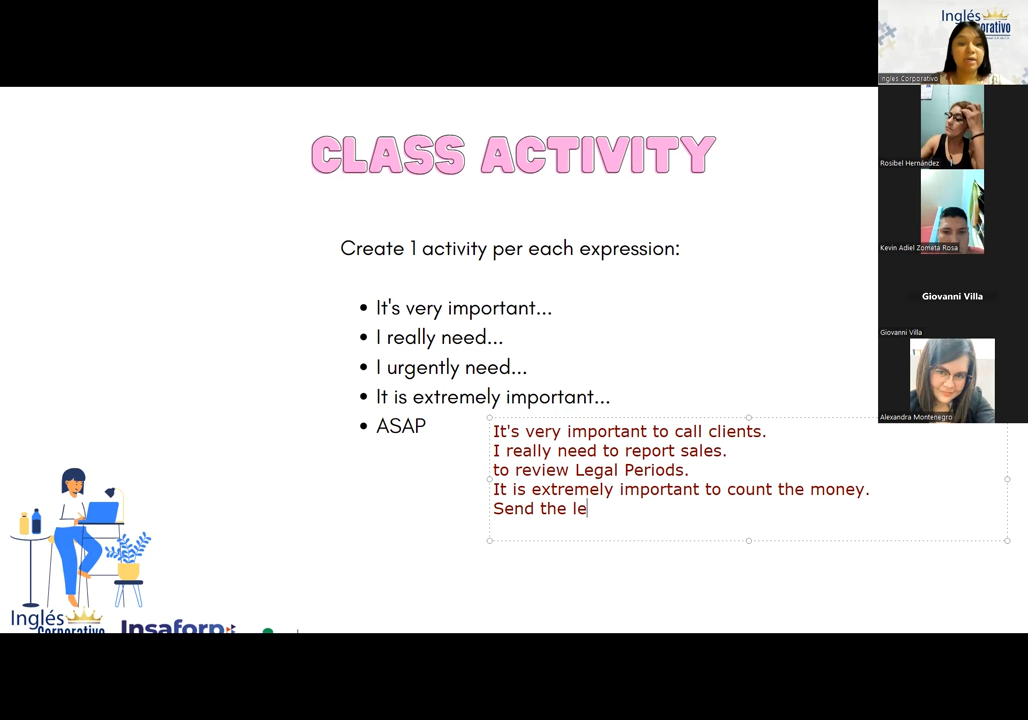 Inglés
Corporativo
Ingles Corporativo
CLASS ACTIVITY
Rosibel Hernández
Create 1 activity per each expression:
Kevin Adiel Zometa Rosa
Giovanni Villa
Giovanni Villa
• It's very important...
• I really need...
• I urgently need...
• It is extremely important...
• ASAP
Alexandra Montenegro
It's very important to call clients.
I really need to report sales.
to review Legal Periods.
It is extremely important to count the money.
Send the le
Inglés
Corporativo
Insaforp